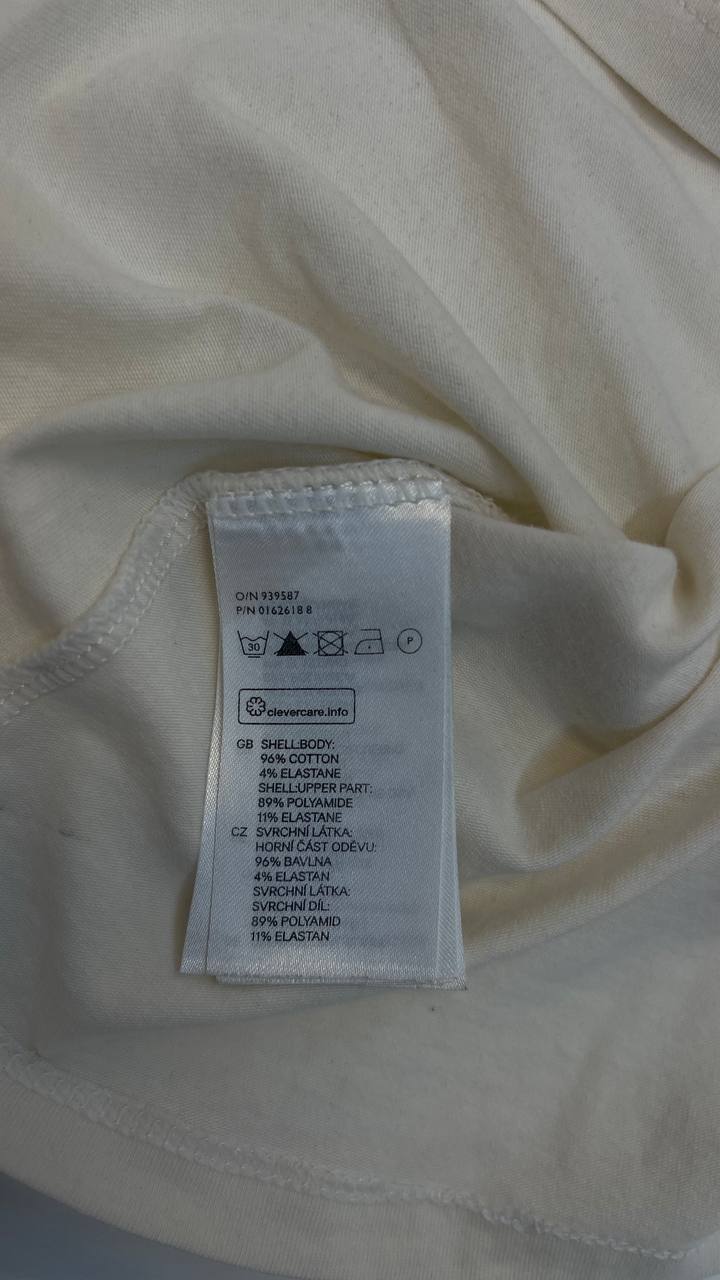 O/N 939587
P/N 0162618 8
30 P
clevercare.info
GB SHELL:BODY:
96% COTTON
4% ELASTANE
SHELL:UPPER PART:
89% POLYAMIDE
11% ELASTANE
CZ SVRCHNÍ LÁTKA:
HORNÍ ČÁST ODĚVU:
96% BAVLNA
4% ELASTAN
SVRCHNÍ LÁTKA:
SVRCHNÍ DÍL:
89% POLYAMID
11% ELASTAN